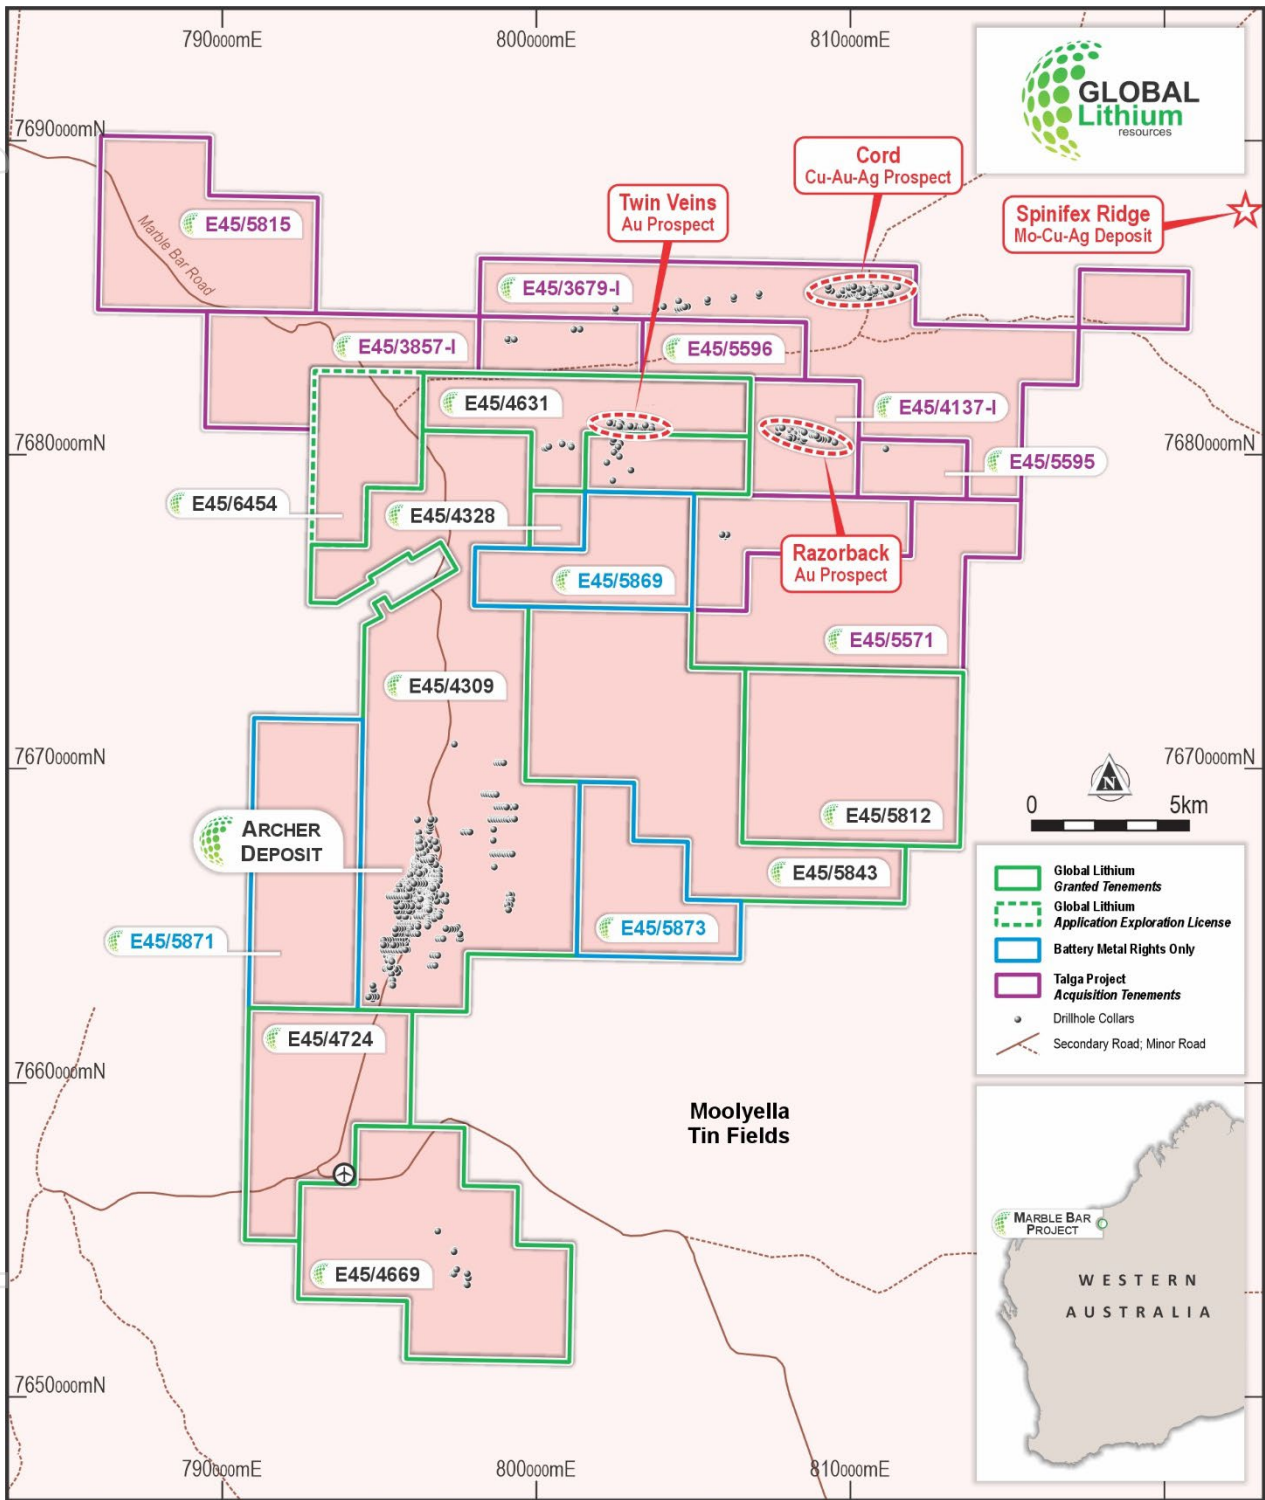 790000mE
800000mE
810000mE
GLOBAL
Lithium
resources
7690000mN
Cord
Cu-Au-Ag Prospect
Twin Veins
Au Prospect
Spinifex Ridge
Mo-Cu-Ag Deposit
E45/5815
Marble Bar Road
E45/3679-I
E45/3857-I
E45/5596
E45/4631
E45/4137-I
7680000mN
7680000mN
E45/5595
E45/6454
E45/4328
Razorback
Au Prospect
E45/5869
E45/5571
E45/4309
7670000mN
7670000mN
N
0
5km
E45/5812
ARCHER
DEPOSIT
E45/5843
E45/5873
E45/5871
Global Lithium
Granted Tenements
Global Lithium
Application Exploration License
Battery Metal Rights Only
Talga Project
Acquisition Tenements
Drillhole Collars
Secondary Road; Minor Road
E45/4724
7660000mN
Moolyella
Tin Fields
MARBLE BAR
PROJECT
WESTERN
AUSTRALIA
E45/4669
7650000mN
790000mE
800000mE
810000mE